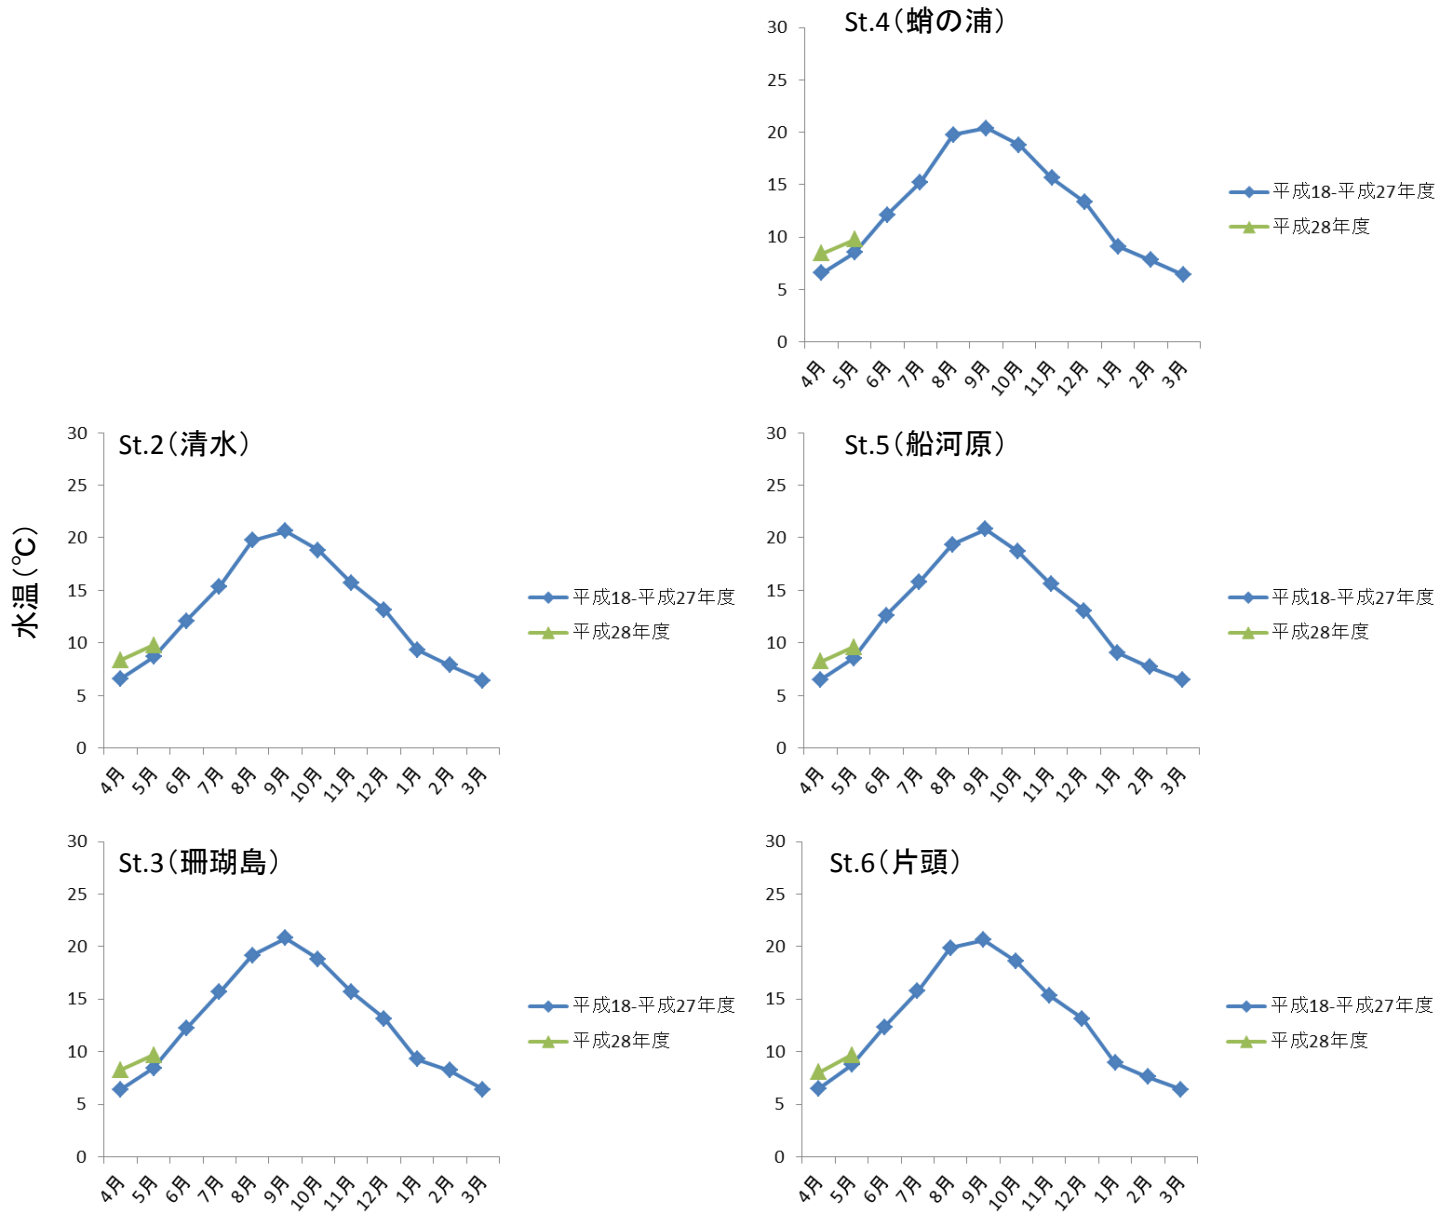 St.4(蛸の浦)
30
25
20
15
10
5
0
4月
5月
6月
7月
8月
9月
10月
11月
12月
1月
2月
3月
平成18-平成27年度
平成28年度
水温(℃)
St.2(清水)
30
25
20
15
10
5
0
4月
5月
6月
7月
8月
9月
10月
11月
12月
1月
2月
3月
平成18-平成27年度
平成28年度
St.5(船河原)
30
25
20
15
10
5
0
4月
5月
6月
7月
8月
9月
10月
11月
12月
1月
2月
3月
平成18-平成27年度
平成28年度
St.3(珊瑚島)
30
25
20
15
10
5
0
4月
5月
6月
7月
8月
9月
10月
11月
12月
1月
2月
3月
平成18-平成27年度
平成28年度
St.6(片頭)
30
25
20
15
10
5
0
4月
5月
6月
7月
8月
9月
10月
11月
12月
1月
2月
3月
平成18-平成27年度
平成28年度